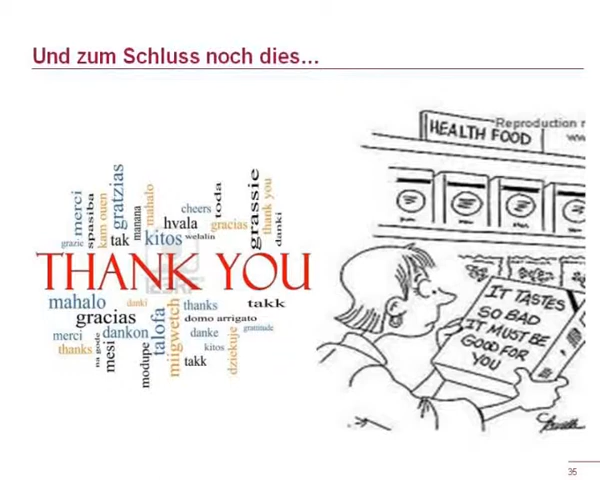 Und zum Schluss noch dies...
merci
spasiba
kam ouen
gratzias
tak
manana
mahalo
kitos
hvala
cheers
welalin
toda
gracias
grassie
thank you
danki
grazie
THANK YOU
mahalo
danki
thanks
takk
gracias
domo arrigato
merci
dankon
talofa
miigwetch
danke
gratitude
thanks
na gode
mesi
modupe
kitos
takk
dziekuje
Reproduction
HEALTH FOOD
IT TASTES
SO BAD
IT MUST BE
GOOD FOR
YOU
35